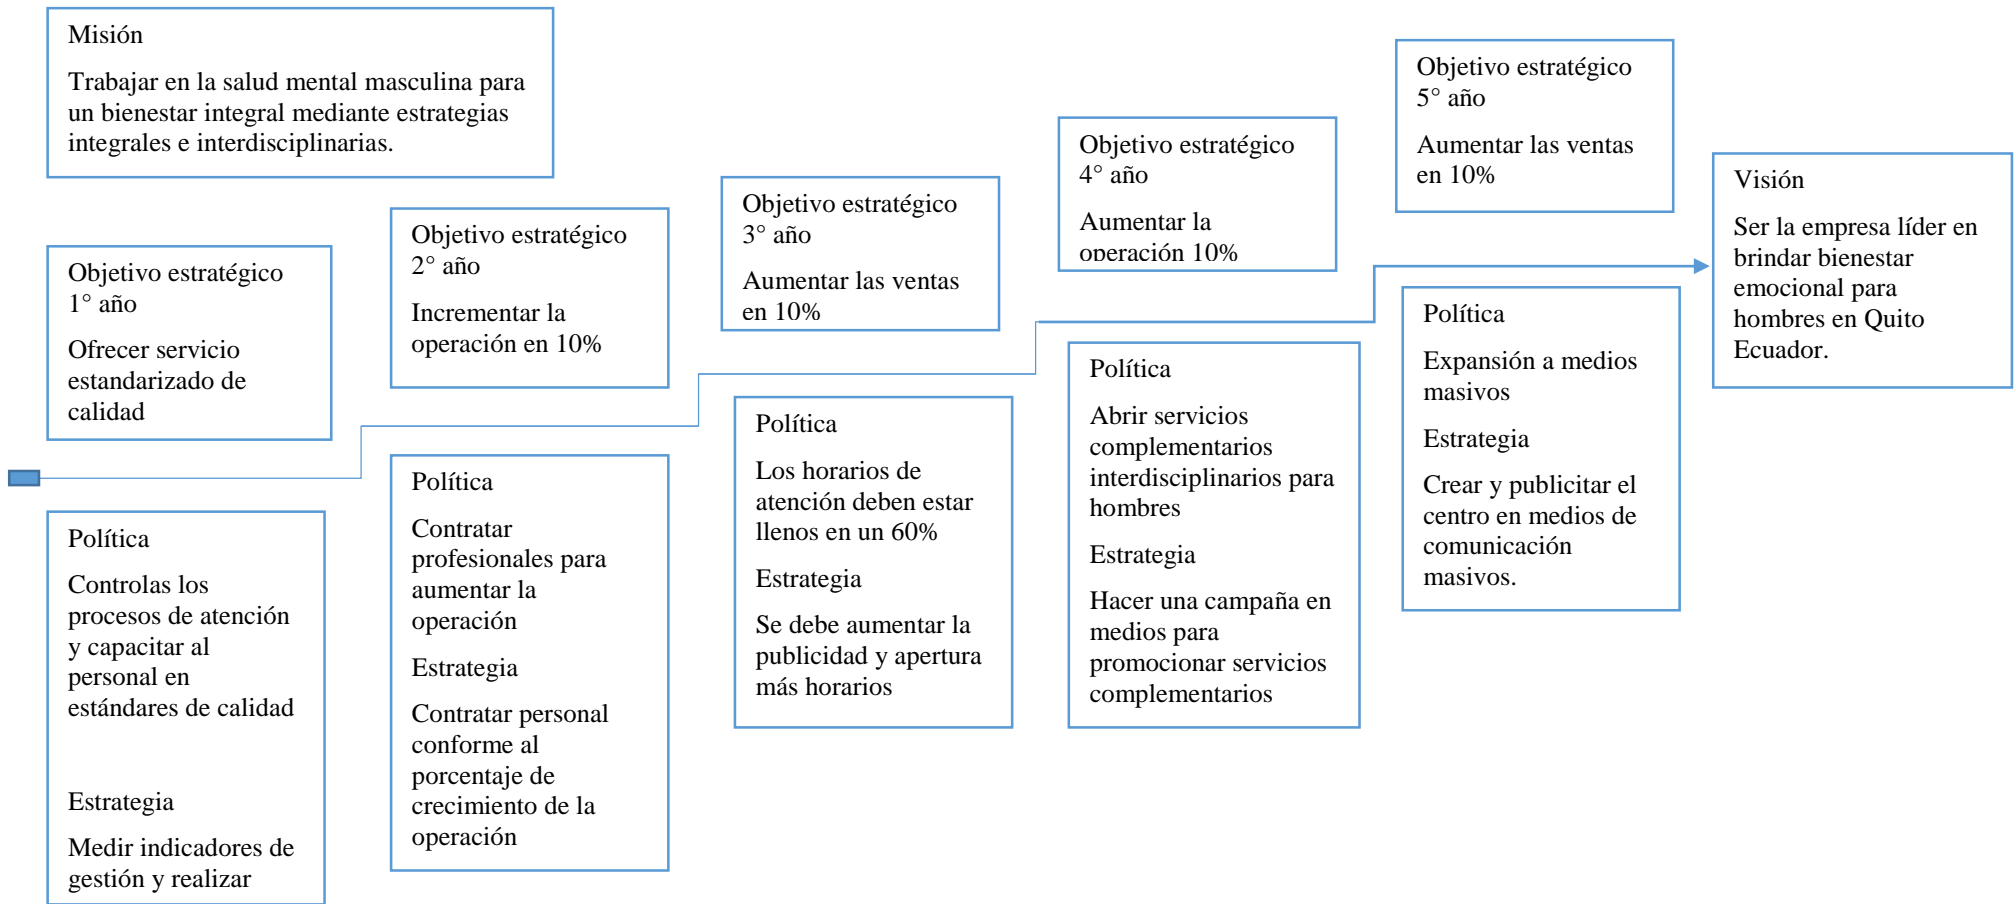 Misión
Trabajar en la salud mental masculina para
un bienestar integral mediante estrategias
integrales e interdisciplinarias.
Objetivo estratégico
1° año
Ofrecer servicio
estandarizado de
calidad
Política
Controlas los
procesos de atención
y capacitar al
personal en
estándares de calidad
Estrategia
Medir indicadores de
gestión y realizar
Objetivo estratégico
2° año
Incrementar la
operación en 10%
Política
Contratar
profesionales para
aumentar la
operación
Estrategia
Contratar personal
conforme al
porcentaje de
crecimiento de la
operación
Objetivo estratégico
3° año
Aumentar las ventas
en 10%
Política
Los horarios de
atención deben estar
llenos en un 60%
Estrategia
Se debe aumentar la
publicidad y apertura
más horarios
Objetivo estratégico
4° año
Aumentar la
operación 10%
Política
Abrir servicios
complementarios
interdisciplinarios para
hombres
Estrategia
Hacer una campaña en
medios para
promocionar servicios
complementarios
Objetivo estratégico
5° año
Aumentar las ventas
en 10%
Política
Expansión a medios
masivos
Estrategia
Crear y publicitar el
centro en medios de
comunicación
masivos.
Visión
Ser la empresa líder en
brindar bienestar
emocional para
hombres en Quito
Ecuador.